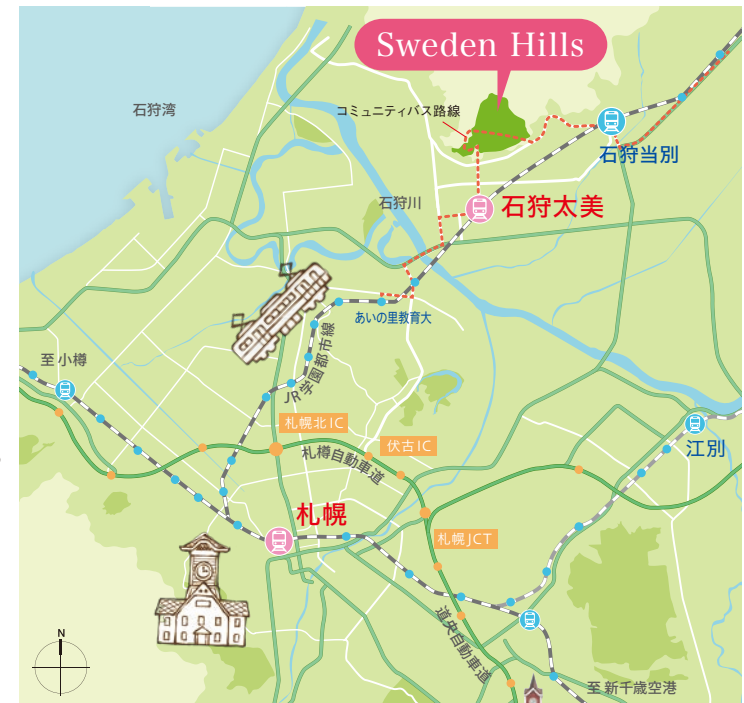 Sweden Hills
石狩湾
コミュニティバス路線
石狩当別
石狩川
石狩太美
あいの里教育大
JR学園都市線
至 小樽
札幌北IC
伏古IC
札樽自動車道
江別
札幌
札幌JCT
道央自動車道
N
至 新千歳空港